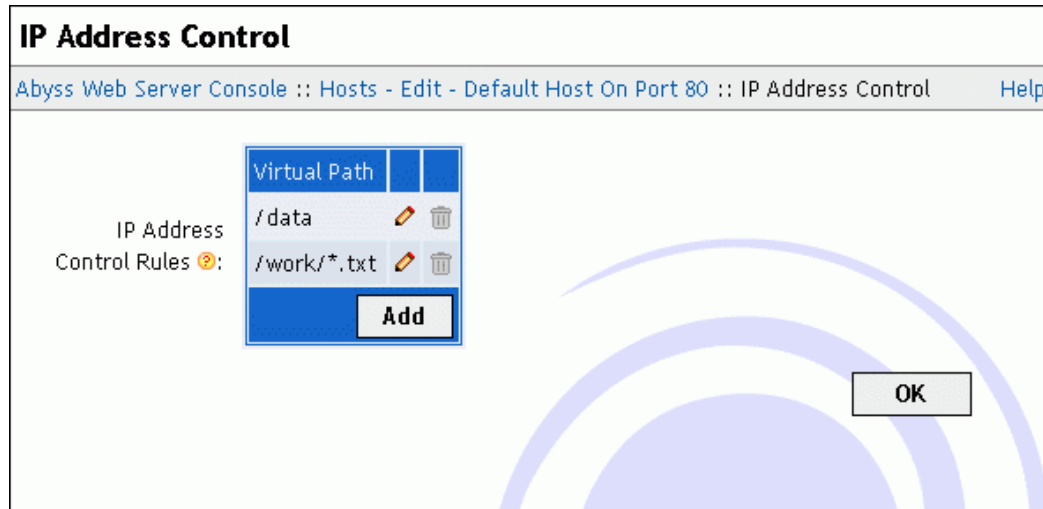 IP Address Control
Abyss Web Server Console :: Hosts - Edit - Default Host On Port 80 :: IP Address Control Help
Virtual Path
IP Address
Control Rules ?:
/data
/work/*.txt
Add
OK